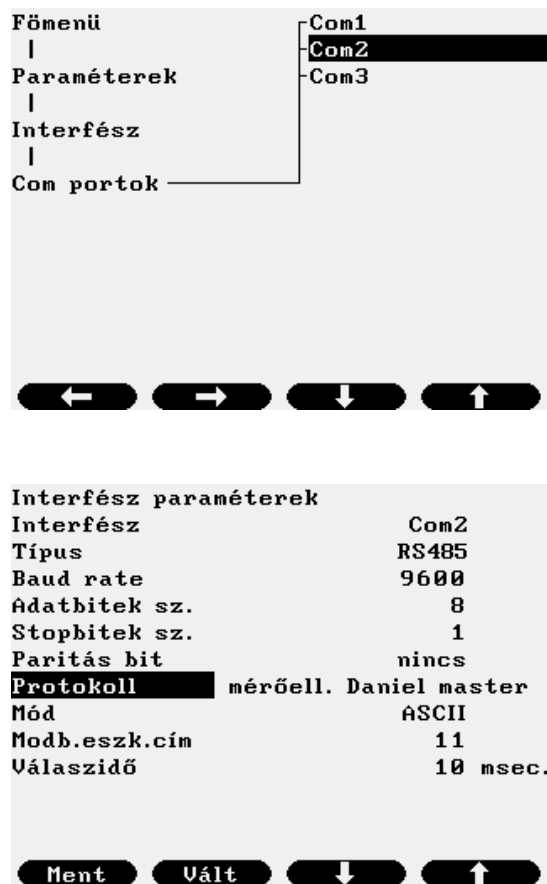 Fömenü
Com1
Com2
Paraméterek
Com3
Interfész
Com portok
Interfész paraméterek
Interfész Com2
Típus RS485
Baud rate 9600
Adatbitek sz. 8
Stopbitek sz. 1
Paritás bit nincs
Protokoll mérőell. Daniel master
Mód ASCII
Modb.eszk.cím 11
Válaszidő 10 msec.
Ment Vált